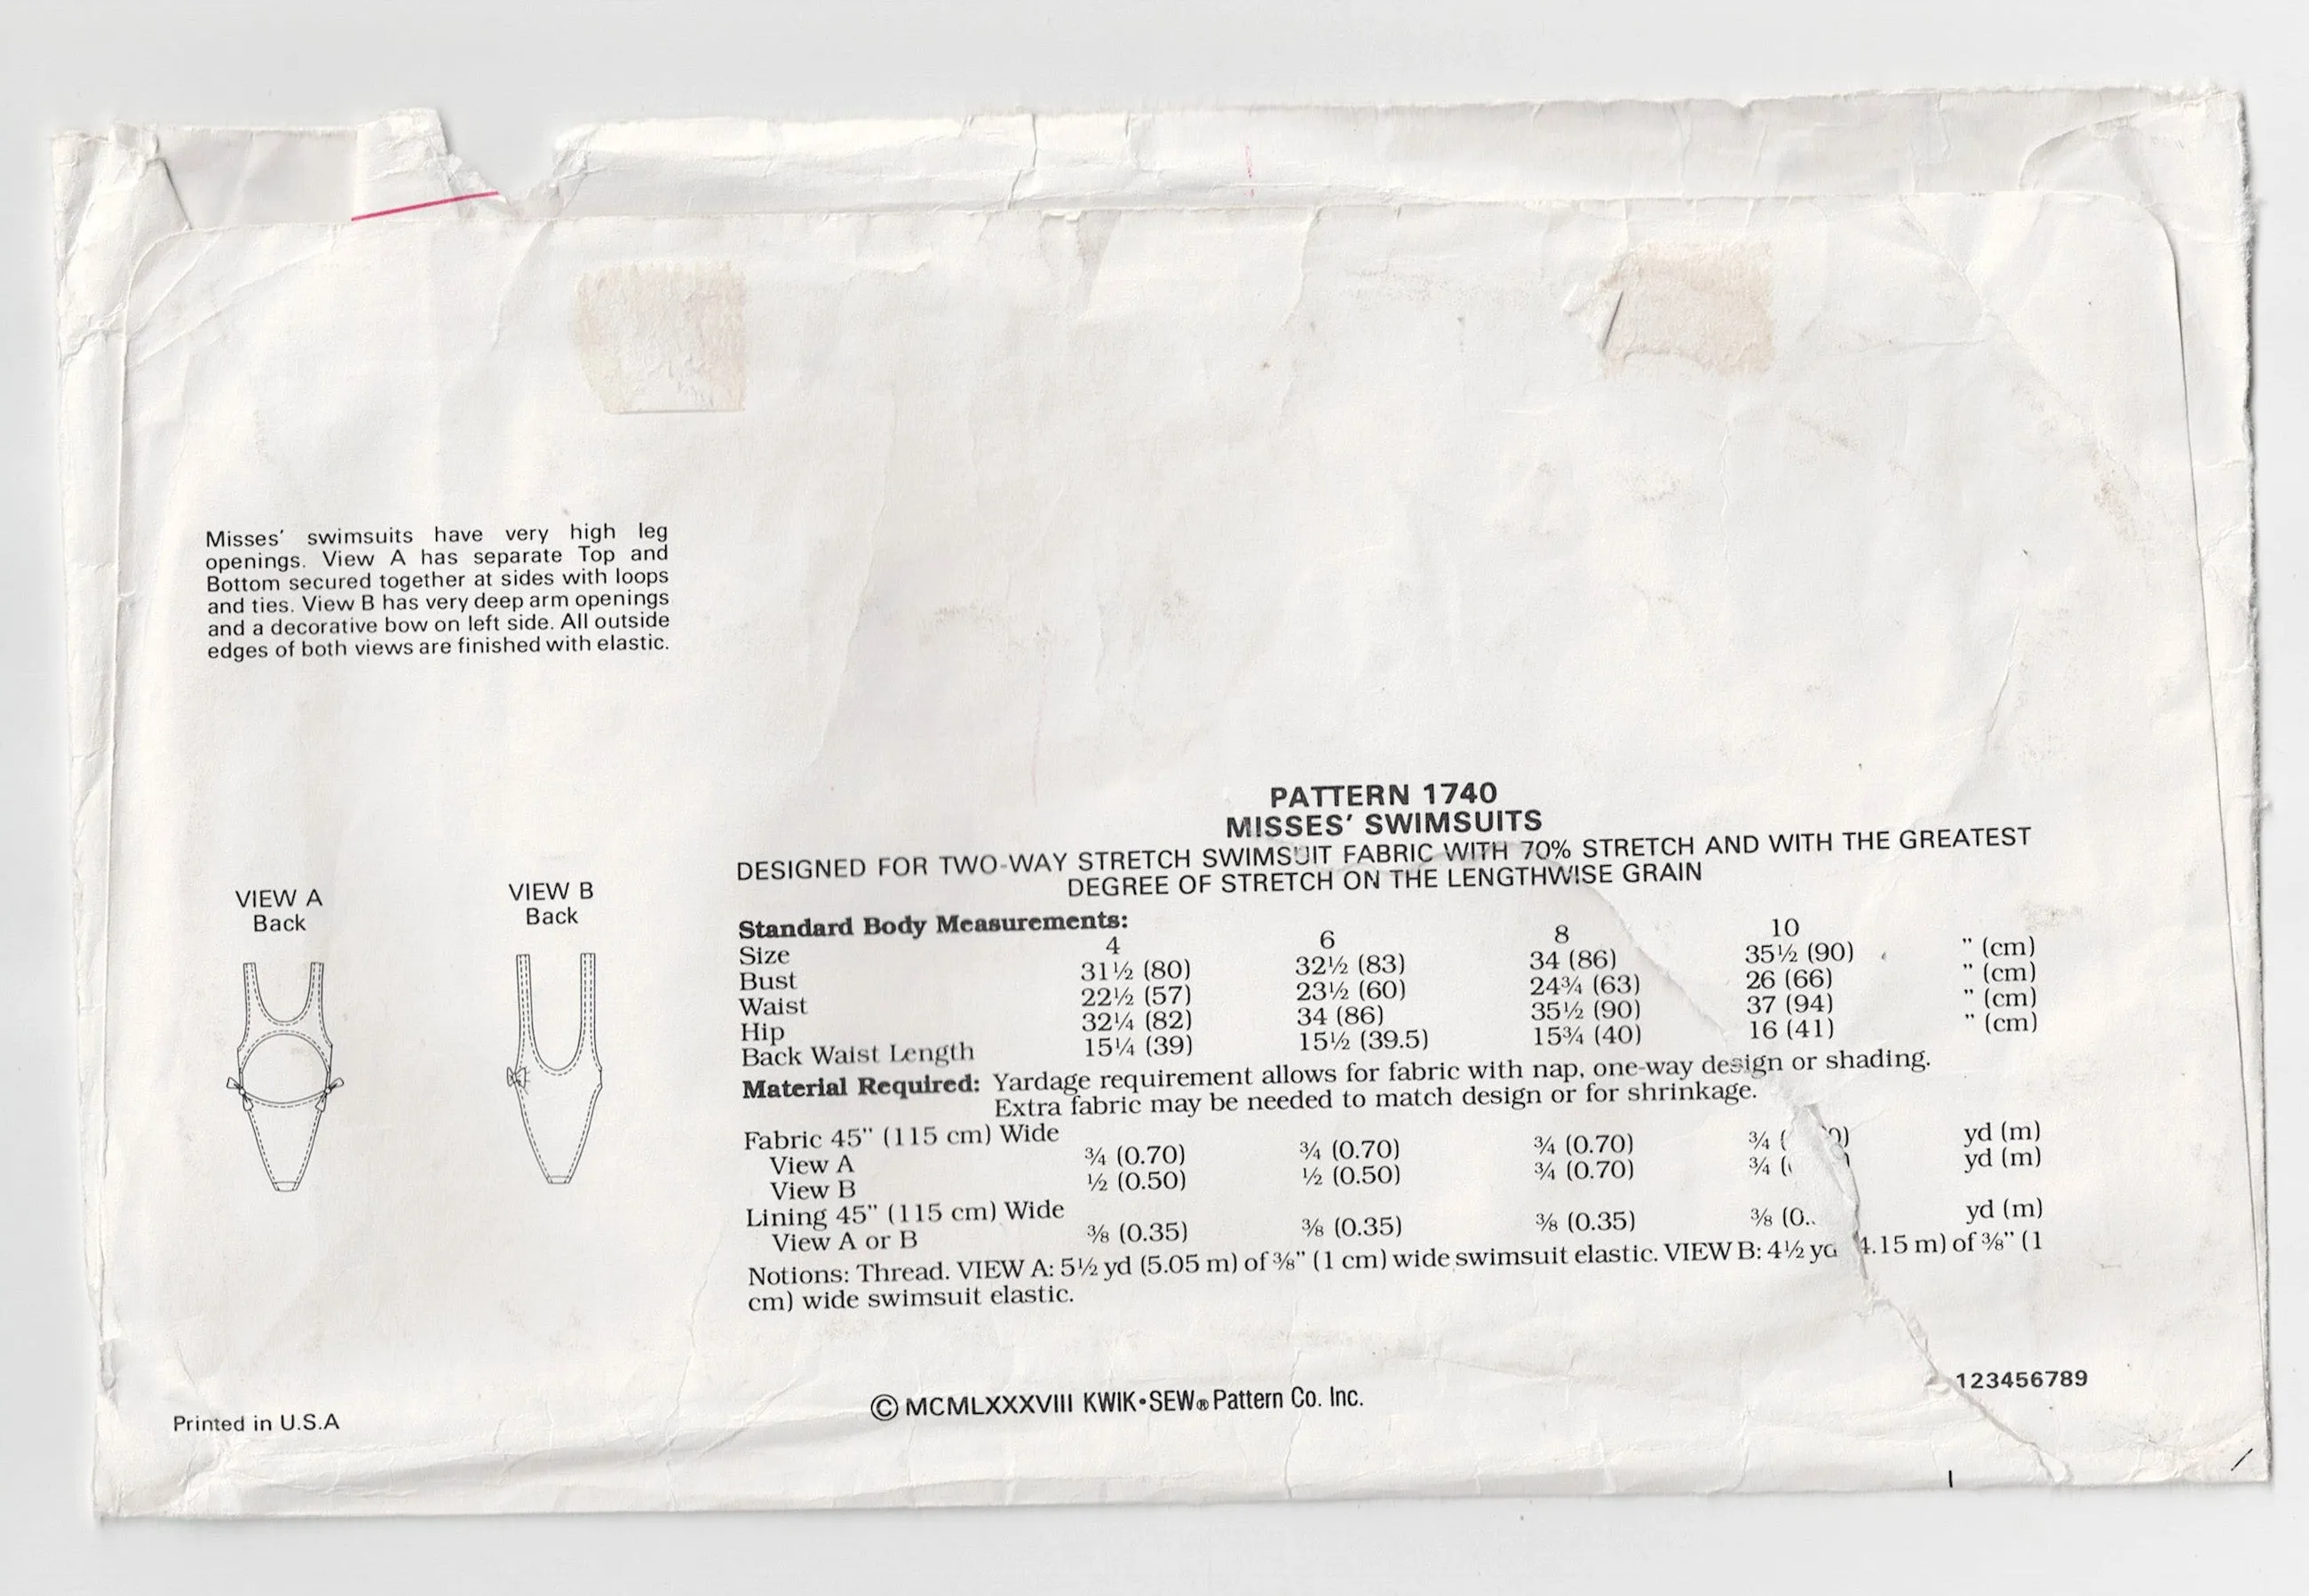 Misses' swimsuits have very high leg
openings. View A has separate Top and
Bottom secured together at sides with loops
and ties. View B has very deep arm openings
and a decorative bow on left side. All outside
edges of both views are finished with elastic.
VIEW A
Back
VIEW B
Back
PATTERN 1740
MISSES' SWIMSUITS
DESIGNED FOR TWO-WAY STRETCH SWIMSUIT FABRIC WITH 70% STRETCH AND WITH THE GREATEST
DEGREE OF STRETCH ON THE LENGTHWISE GRAIN
Standard Body Measurements:
Size 4 6 8 10
Bust 31½ (80) 32½ (83) 34 (86) 35½ (90) " (cm)
Waist 22½ (57) 23½ (60) 24¾ (63) 26 (66) " (cm)
Hip 32¼ (82) 34 (86) 35½ (90) 37 (94) " (cm)
Back Waist Length 15¼ (39) 15½ (39.5) 15¾ (40) 16 (41) " (cm)
Material Required: Yardage requirement allows for fabric with nap, one-way design or shading.
Extra fabric may be needed to match design or for shrinkage.
Fabric 45" (115 cm) Wide
View A ¾ (0.70) ¾ (0.70) ¾ (0.70) ¾ yd (m)
View B ½ (0.50) ½ (0.50) ¾ (0.70) ¾ yd (m)
Lining 45" (115 cm) Wide
View A or B ⅜ (0.35) ⅜ (0.35) ⅜ (0.35) ⅜ (0. yd (m)
Notions: Thread. VIEW A: 5½ yd (5.05 m) of ⅜" (1 cm) wide swimsuit elastic. VIEW B: 4½ yd 4.15 m) of ⅜" (1
cm) wide swimsuit elastic.
© MCMLXXXVIII KWIK•SEW® Pattern Co. Inc.
123456789
Printed in U.S.A